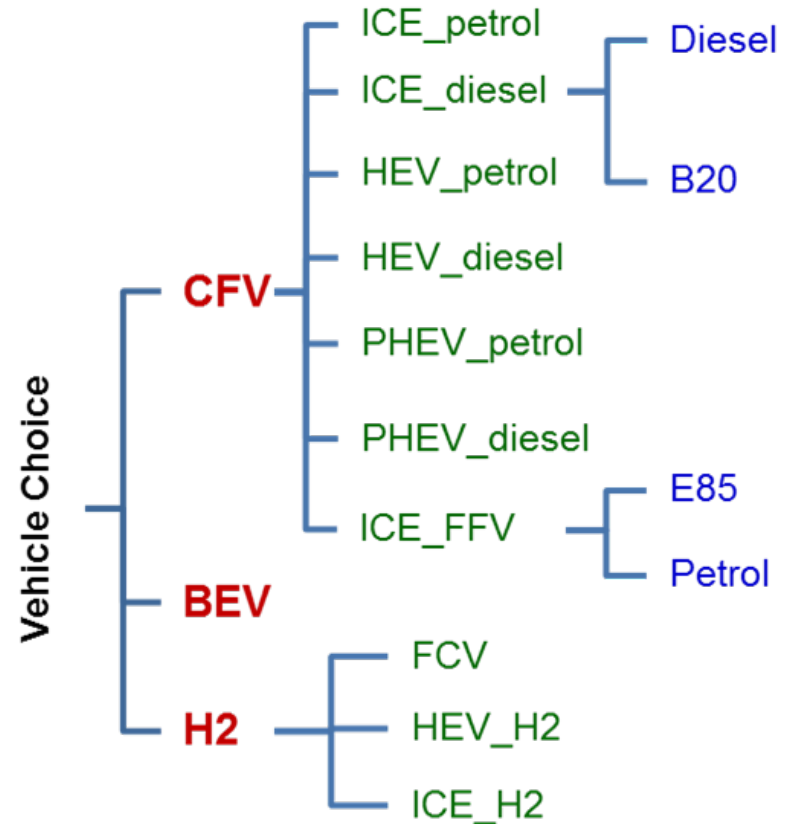 Vehicle Choice
CFV
ICE_petrol
ICE_diesel
Diesel
B20
HEV_petrol
HEV_diesel
PHEV_petrol
PHEV_diesel
ICE_FFV
E85
Petrol
BEV
H2
FCV
HEV_H2
ICE_H2